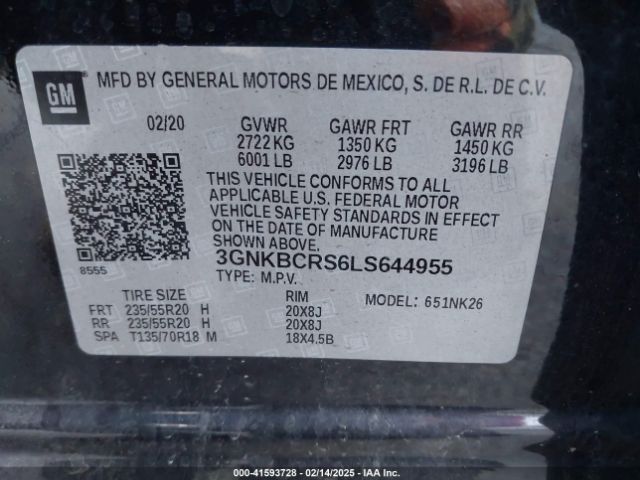 GM
MFD BY GENERAL MOTORS DE MEXICO, S. DE R.L. DE C.V.
02/20 GVWR GAWR FRT GAWR RR
2722 KG 1350 KG 1450 KG
6001 LB 2976 LB 3196 LB
THIS VEHICLE CONFORMS TO ALL
APPLICABLE U.S. FEDERAL MOTOR
VEHICLE SAFETY STANDARDS IN EFFECT
ON THE DATE OF MANUFACTURE
SHOWN ABOVE.
3GNKBCRS6LS644955
8555
TYPE: M.P.V.
TIRE SIZE RIM MODEL: 651NK26
FRT 235/55R20 H 20X8J
RR 235/55R20 H 20X8J
SPA T135/70R18 M 18X4.5B
000-41593728 - 02/14/2025 - IAA Inc.